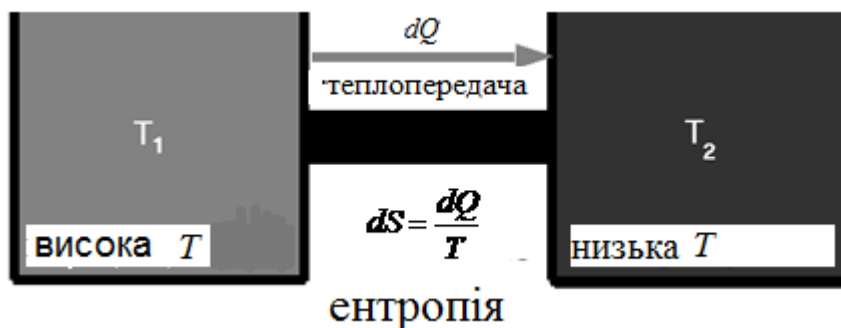 dQ
теплопередача
T₁
T₂
dS = dQ/T
висока T
низька T
ентропія